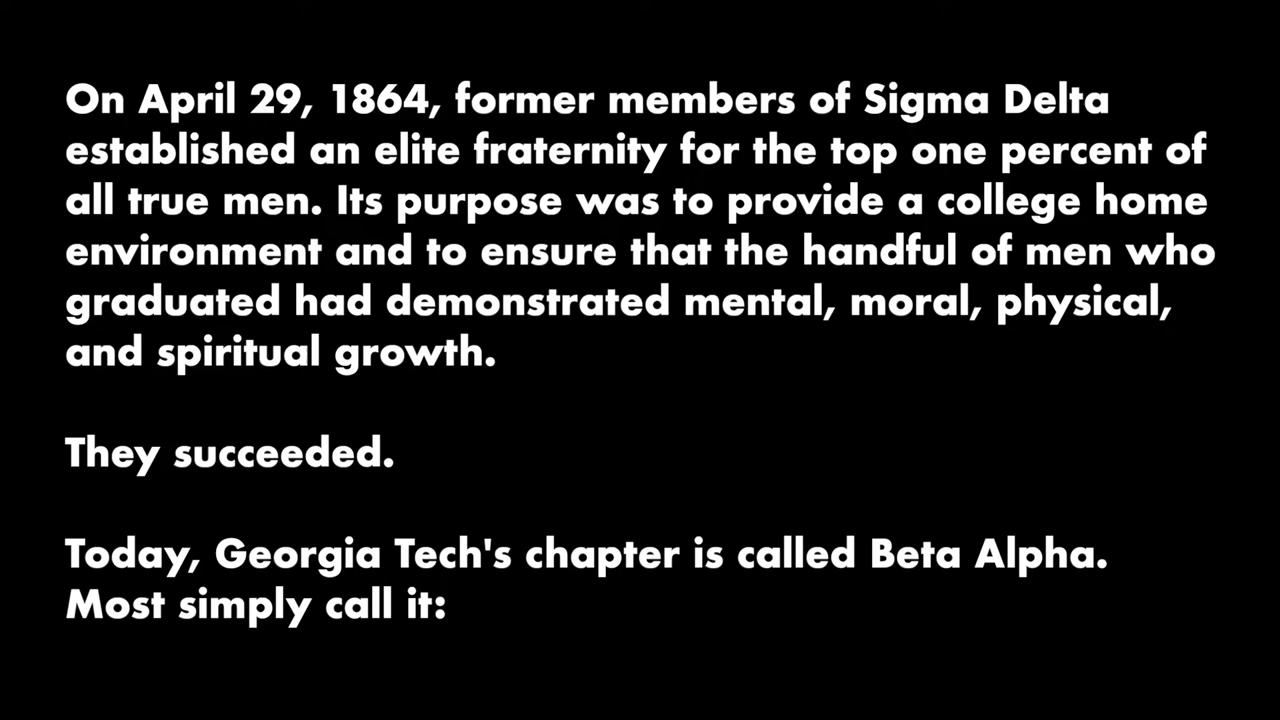 On April 29, 1864, former members of Sigma Delta
established an elite fraternity for the top one percent of
all true men. Its purpose was to provide a college home
environment and to ensure that the handful of men who
graduated had demonstrated mental, moral, physical,
and spiritual growth.
They succeeded.
Today, Georgia Tech's chapter is called Beta Alpha.
Most simply call it: